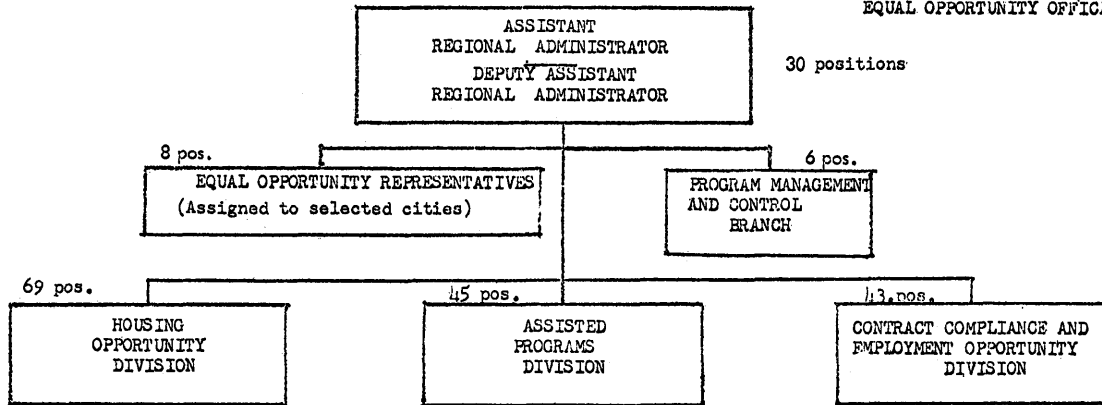 EQUAL OPPORTUNITY
ASSISTANT
REGIONAL ADMINISTRATOR
DEPUTY ASSISTANT
REGIONAL ADMINISTRATOR
30 positions
8 pos.
EQUAL OPPORTUNITY REPRESENTATIVES
(Assigned to selected cities)
6 pos.
PROGRAM MANAGEMENT
AND CONTROL
BRANCH
69 pos.
HOUSING
OPPORTUNITY
DIVISION
45 pos.
ASSISTED
PROGRAMS
DIVISION
43.pos.
CONTRACT COMPLIANCE AND
EMPLOYMENT OPPORTUNITY
DIVISION